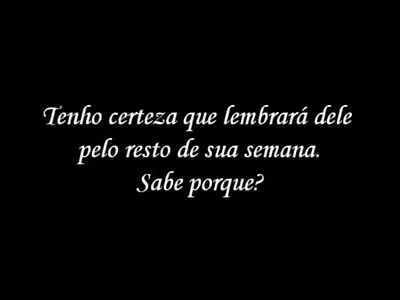 Tenho certeza que lembrará dele
pelo resto de sua semana.
Sabe porque?